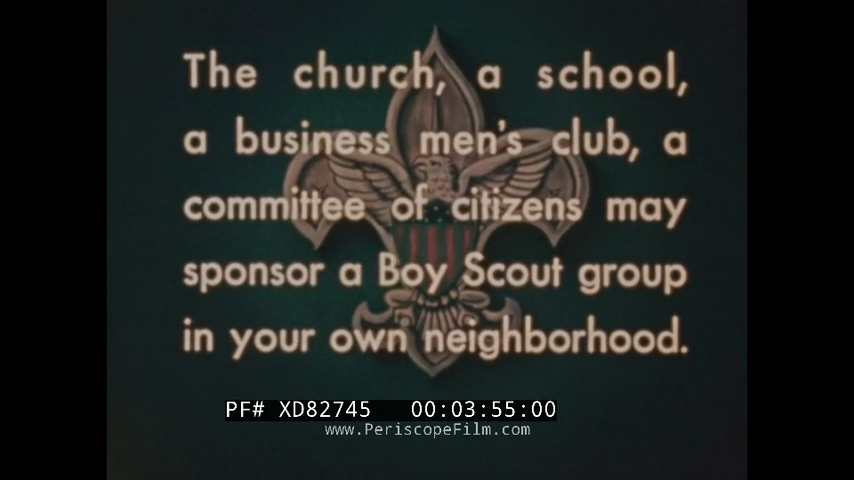 The church, a school,
a business men's club, a
committee of citizens may
sponsor a Boy Scout group
in your own neighborhood.
PF# XD82745 00:03:55:00
www.PeriscopeFilm.com